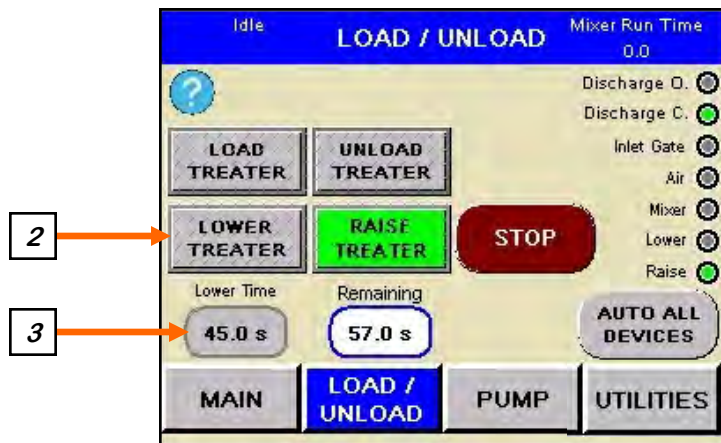 Idle
LOAD / UNLOAD
Mixer Run Time
0.0
?
Discharge O.
Discharge C.
Inlet Gate
Air
Mixer
Lower
Raise
LOAD
TREATER
UNLOAD
TREATER
2
LOWER
TREATER
RAISE
TREATER
STOP
Lower Time
Remaining
3
45.0 s
57.0 s
AUTO ALL
DEVICES
MAIN
LOAD /
UNLOAD
PUMP
UTILITIES